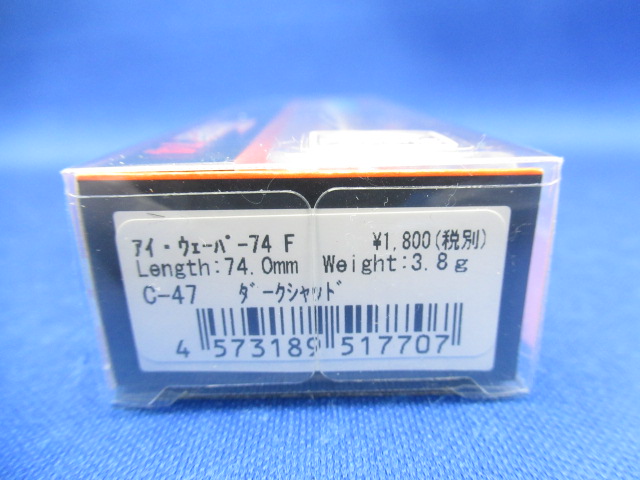 ｱｲ・ｳｪｰﾊﾞｰ74 F ¥1,800(税別)
Length:74.0mm Weight:3.8g
C-47 ﾀﾞｰｸｼｬｯﾄﾞ
4 573189 517707